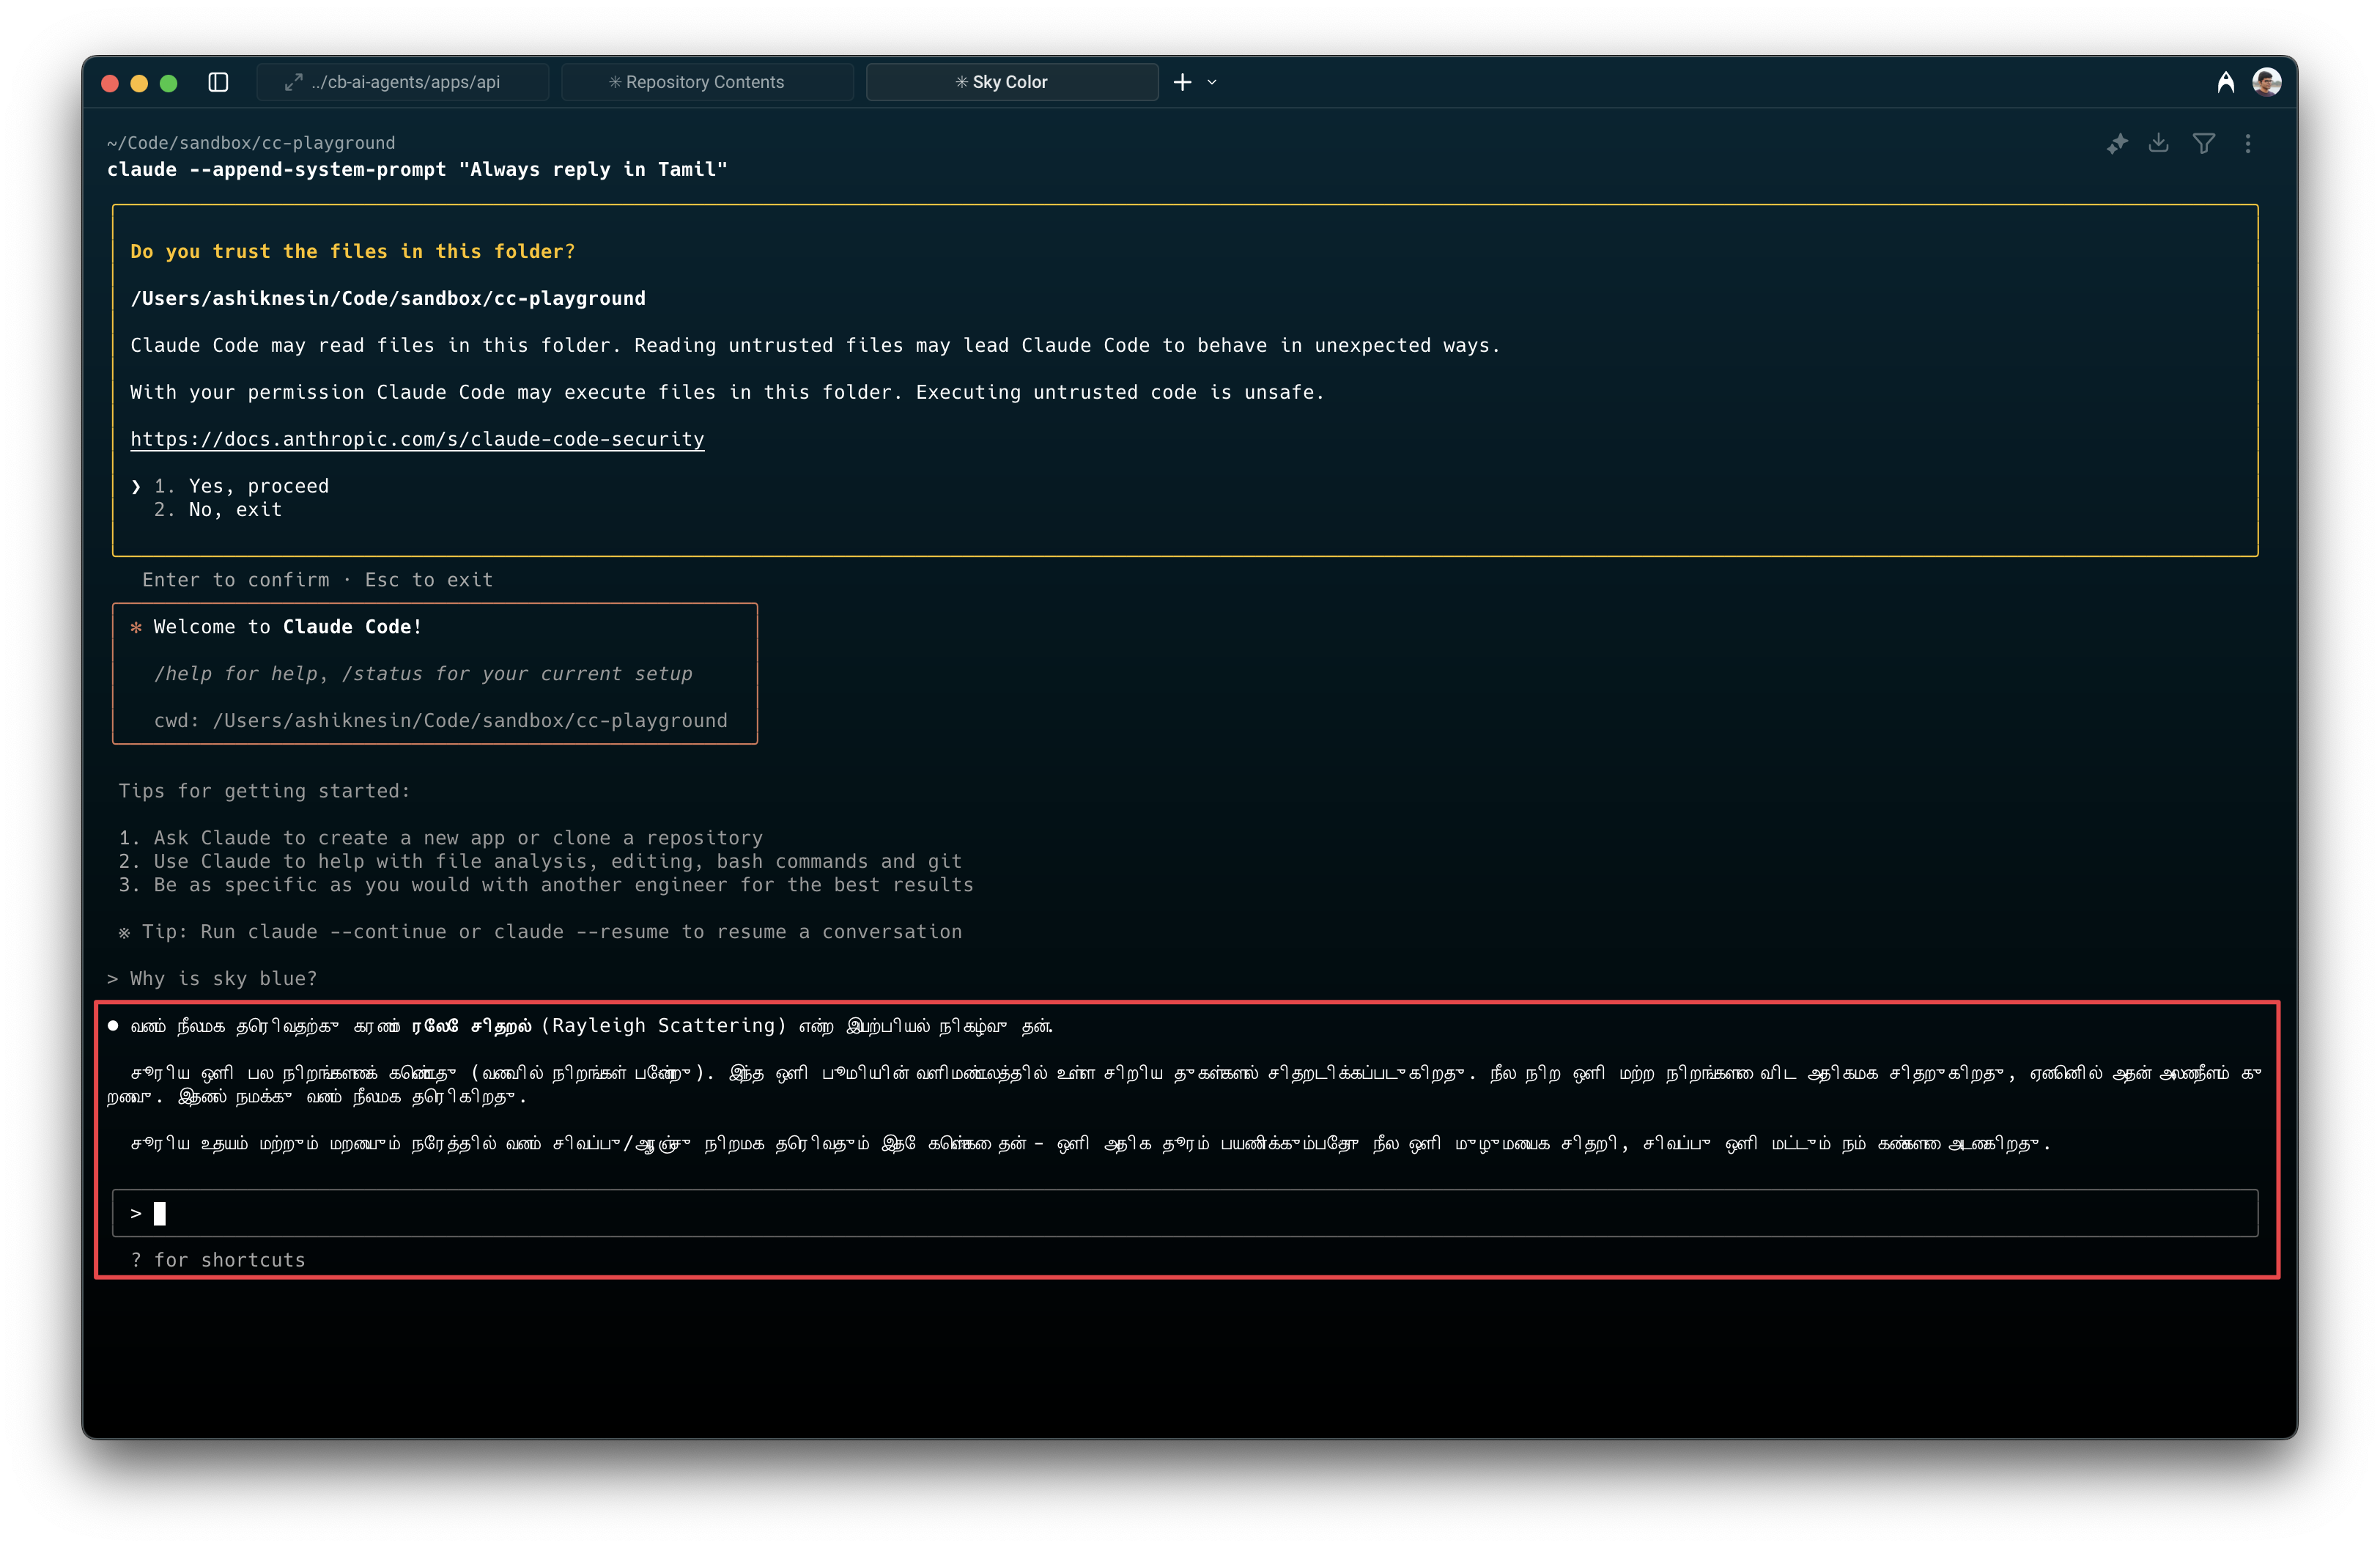 ../cb-ai-agents/apps/api
✳ Repository Contents
✳ Sky Color
~/Code/sandbox/cc-playground
claude --append-system-prompt "Always reply in Tamil"
Do you trust the files in this folder?
/Users/ashiknesin/Code/sandbox/cc-playground
Claude Code may read files in this folder. Reading untrusted files may lead Claude Code to behave in unexpected ways.
With your permission Claude Code may execute files in this folder. Executing untrusted code is unsafe.
https://docs.anthropic.com/s/claude-code-security
❯ 1. Yes, proceed
2. No, exit
Enter to confirm · Esc to exit
✻ Welcome to Claude Code!
/help for help, /status for your current setup
cwd: /Users/ashiknesin/Code/sandbox/cc-playground
Tips for getting started:
1. Ask Claude to create a new app or clone a repository
2. Use Claude to help with file analysis, editing, bash commands and git
3. Be as specific as you would with another engineer for the best results
※ Tip: Run claude --continue or claude --resume to resume a conversation
> Why is sky blue?
● வானம் நீலமாக தெரிவதற்கு காரணம் ரேலே சிதறல் (Rayleigh Scattering) என்ற இயற்பியல் நிகழ்வு தான்.
சூரிய ஒளி பல நிறங்களைக் கொண்டது (வானவில் நிறங்கள் போன்று). இந்த ஒளி பூமியின் வளிமண்டலத்தில் உள்ள சிறிய துகள்களால் சிதறடிக்கப்படுகிறது. நீல நிற ஒளி மற்ற நிறங்களை விட அதிகமாக சிதறுகிறது, ஏனெனில் அதன் அலைநீளம் கு
றைவு. இதனால் நமக்கு வானம் நீலமாக தெரிகிறது.
சூரிய உதயம் மற்றும் மறையும் நேரத்தில் வானம் சிவப்பு/ஆரஞ்சு நிறமாக தெரிவதும் இதே கொள்கை தான் - ஒளி அதிக தூரம் பயணிக்கும்போது நீல ஒளி முழுமையாக சிதறி, சிவப்பு ஒளி மட்டும் நம் கண்களை அடைகிறது.
>
? for shortcuts